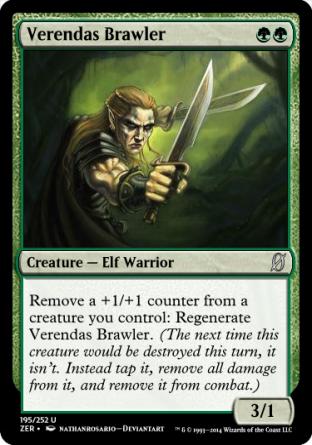 Verendas Brawler
Creature — Elf Warrior
Remove a +1/+1 counter from a
creature you control: Regenerate
Verendas Brawler. (The next time this
creature would be destroyed this turn, it
isn't. Instead tap it, remove all damage
from it, and remove it from combat.)
3/1
195/252 U
ZER • NATHANROSARIO—DEVIANTART
™ & © 1993–2014 Wizards of the Coast LLC